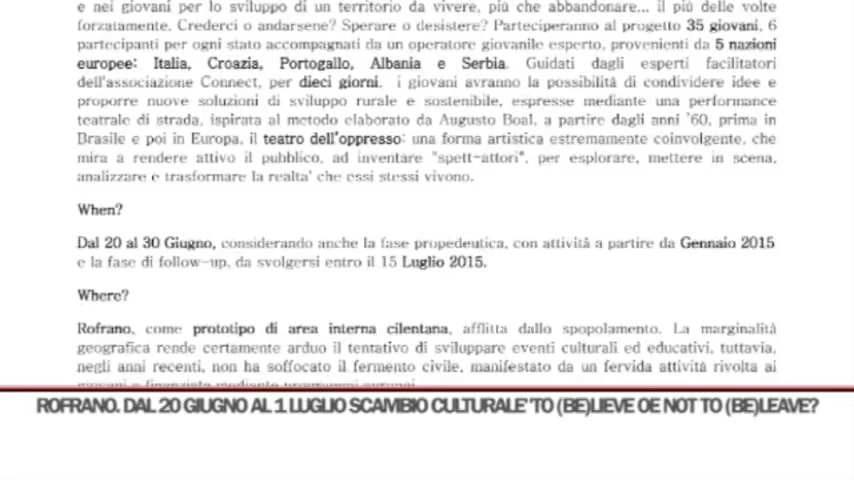 e nei giovani per lo sviluppo di un territorio da vivere, più che abbandonare... il più delle volte
forzatamente. Crederci o andarsene? Sperare o desistere? Parteciperanno al progetto 35 giovani, 6
partecipanti per ogni stato accompagnati da un operatore giovanile esperto, provenienti da 5 nazioni
europee: Italia, Croazia, Portogallo, Albania e Serbia. Guidati dagli esperti facilitatori
dell'associazione Connect, per dieci giorni, i giovani avranno la possibilità di condividere idee e
proporre nuove soluzioni di sviluppo rurale e sostenibile, espresse mediante una performance
teatrale di strada, ispirata al metodo elaborato da Augusto Boal, a partire dagli anni '60, prima in
Brasile e poi in Europa, il teatro dell'oppresso: una forma artistica estremamente coinvolgente, che
mira a rendere attivo il pubblico, ad inventare "spett-attori", per esplorare, mettere in scena,
analizzare e trasformare la realta' che essi stessi vivono.
When?
Dal 20 al 30 Giugno, considerando anche la fase propedeutica, con attività a partire da Gennaio 2015
e la fase di follow-up, da svolgersi entro il 15 Luglio 2015.
Where?
Rofrano, come prototipo di area interna cilentana, afflitta dallo spopolamento. La marginalità
geografica rende certamente arduo il tentativo di sviluppare eventi culturali ed educativi, tuttavia,
negli anni recenti, non ha soffocato il fermento civile, manifestato da un fervida attività rivolta ai
giovani e finanziata mediante programmi europei.
ROFRANO. DAL 20 GIUGNO AL 1 LUGLIO SCAMBIO CULTURALE "TO (BE)LIEVE OE NOT TO (BE)LEAVE?